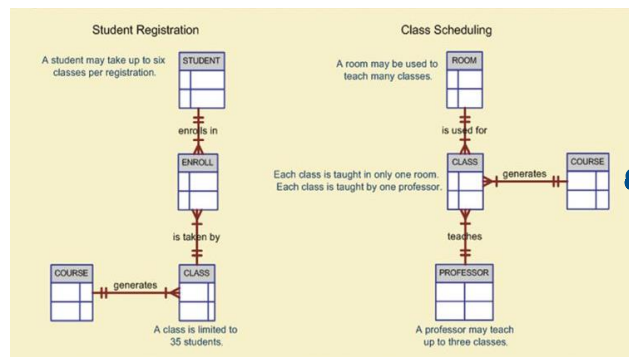 Student Registration
A student may take up to six
classes per registration.
STUDENT
enrolls in
ENROLL
is taken by
COURSE
generates
CLASS
A class is limited to
35 students.
Class Scheduling
A room may be used to
teach many classes.
ROOM
is used for
Each class is taught in only one room.
Each class is taught by one professor.
CLASS
generates
COURSE
teaches
PROFESSOR
A professor may teach
up to three classes.